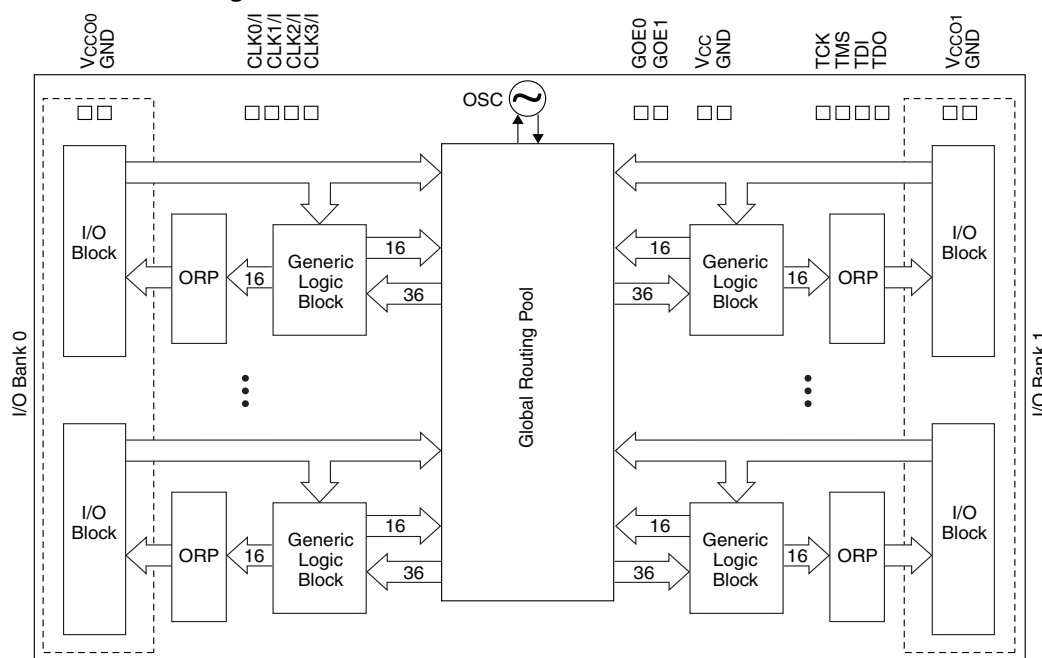 VCCO0
GND
CLK0/I
CLK1/I
CLK2/I
CLK3/I
GOE0
GOE1
VCC
GND
TCK
TMS
TDI
TDO
VCCO1
GND
OSC
I/O Bank 0
I/O
Block
ORP
16
Generic
Logic
Block
16
36
Global Routing Pool
16
36
Generic
Logic
Block
16
ORP
I/O
Block
I/O Bank 1
I/O
Block
ORP
16
Generic
Logic
Block
16
36
16
36
Generic
Logic
Block
16
ORP
I/O
Block